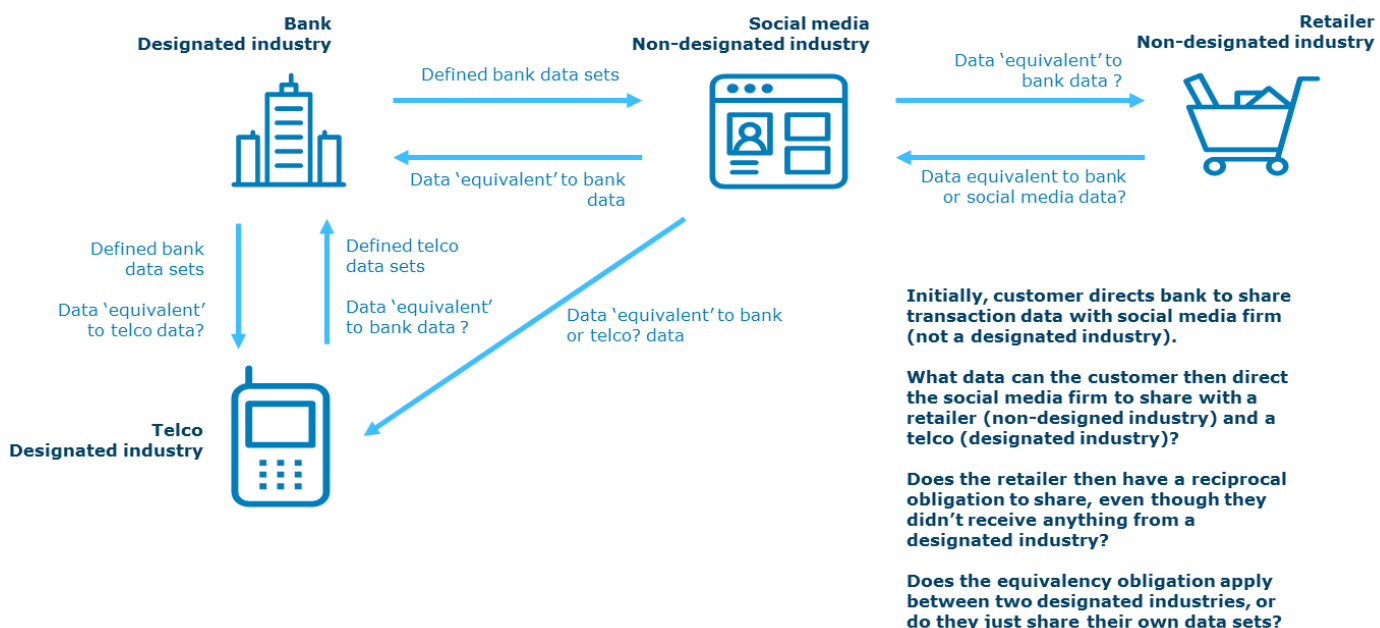 Bank
Designated industry
Social media
Non-designated industry
Retailer
Non-designated industry
Defined bank data sets
Data ‘equivalent’ to
bank data ?
Data ‘equivalent’ to bank
data
Data equivalent to bank
or social media data?
Defined bank
data sets
Data ‘equivalent’
to telco data?
Defined telco
data sets
Data ‘equivalent’
to bank data ?
Data ‘equivalent’ to bank
or telco? data
Telco
Designated industry
Initially, customer directs bank to share
transaction data with social media firm
(not a designated industry).
What data can the customer then direct
the social media firm to share with a
retailer (non-designed industry) and a
telco (designated industry)?
Does the retailer then have a reciprocal
obligation to share, even though they
didn’t receive anything from a
designated industry?
Does the equivalency obligation apply
between two designated industries, or
do they just share their own data sets?